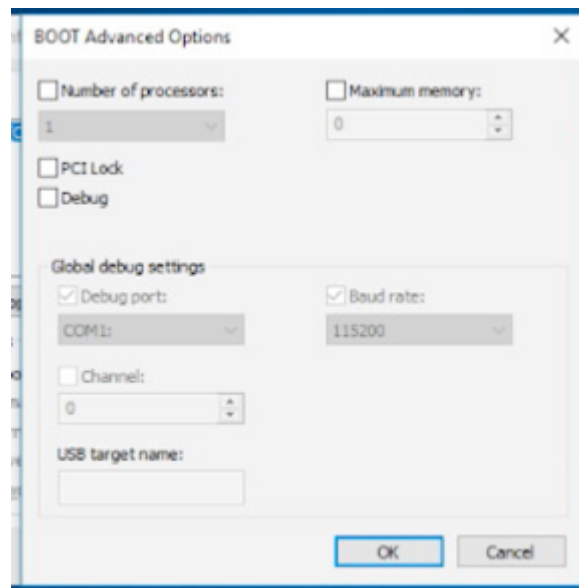 BOOT Advanced Options
Number of processors:
Maximum memory:
1
0
PCI Lock
Debug
Global debug settings
Debug port:
Baud rate:
COM1:
115200
Channel:
0
USB target name:
OK
Cancel